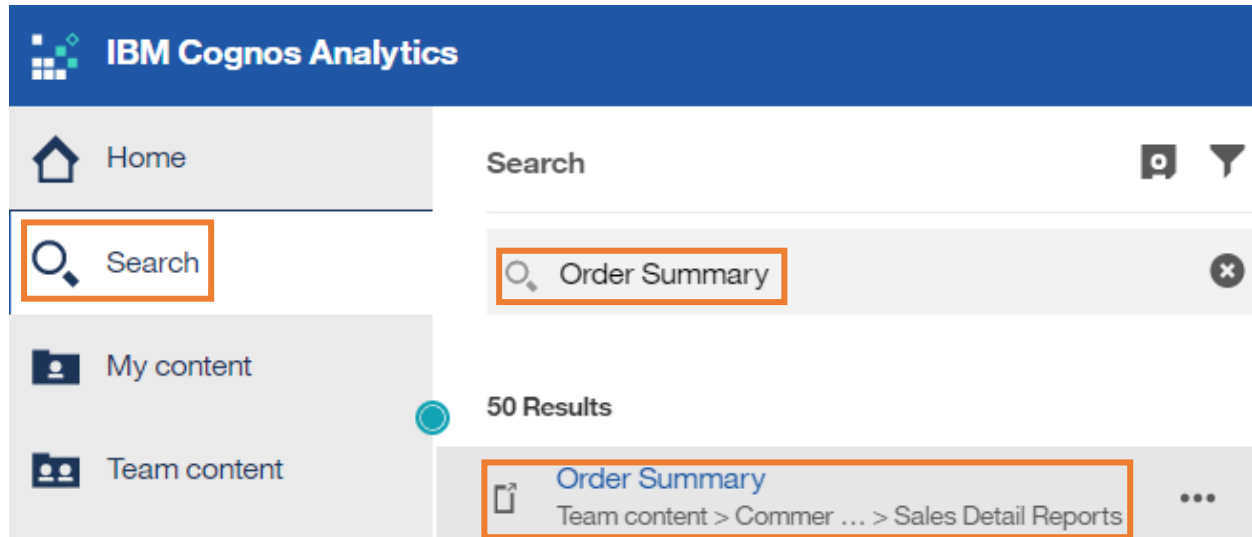 IBM Cognos Analytics
Home
Search
My content
Team content
Search
Order Summary
50 Results
Order Summary
Team content > Commer ... > Sales Detail Reports